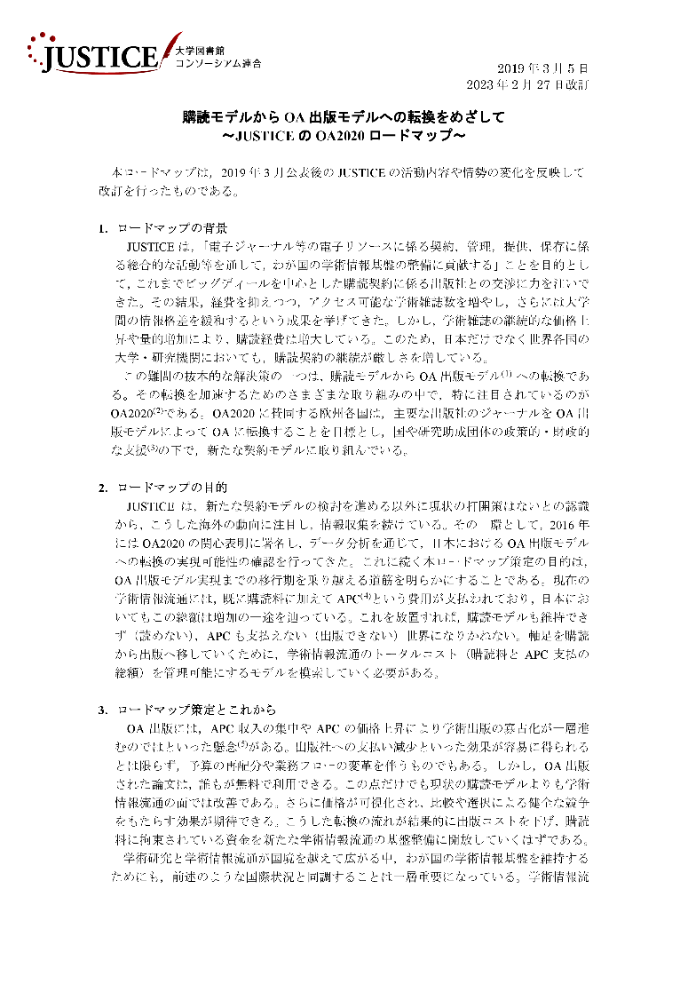 JUSTICE 大学図書館
コンソーシアム連合
2019 年 3 月 5 日
2023 年 2 月 27 日改訂
購読モデルから OA 出版モデルへの転換をめざして
～JUSTICE の OA2020 ロードマップ～
本ロードマップは，2019 年 3 月公表後の JUSTICE の活動内容や情勢の変化を反映して
改訂を行ったものである。
1. ロードマップの背景
JUSTICE は，「電子ジャーナル等の電子リソースに係る契約，管理，提供，保存に係
る総合的な活動等を通して，わが国の学術情報基盤の整備に貢献する」ことを目的とし
て，これまでビッグディールを中心とした購読契約に係る出版社との交渉に力を注いで
きた。その結果，経費を抑えつつ，アクセス可能な学術雑誌数を増やし，さらには大学
間の情報格差を緩和するという成果を挙げてきた。しかし，学術雑誌の継続的な価格上
昇や量的増加により，購読経費は増大している。このため，日本だけでなく世界各国の
大学・研究機関においても，購読契約の継続が厳しさを増している。
この難問の抜本的な解決策の一つは，購読モデルから OA 出版モデル(1) への転換であ
る。その転換を加速するためのさまざまな取り組みの中で，特に注目されているのが
OA2020(2)である。OA2020 に賛同する欧州各国は，主要な出版社のジャーナルを OA 出
版モデルによって OA に転換することを目標とし，国や研究助成団体の政策的・財政的
な支援(3)の下で，新たな契約モデルに取り組んでいる。
2. ロードマップの目的
JUSTICE は，新たな契約モデルの検討を進める以外に現状の打開策はないとの認識
から，こうした海外の動向に注目し，情報収集を続けている。その一環として，2016 年
には OA2020 の関心表明に署名し，データ分析を通じて，日本における OA 出版モデル
への転換の実現可能性の確認を行ってきた。これに続く本ロードマップ策定の目的は，
OA 出版モデル実現までの移行期を乗り越える道筋を明らかにすることである。現在の
学術情報流通には，既に購読料に加えて APC(4)という費用が支払われており，日本にお
いてもこの総額は増加の一途を辿っている。これを放置すれば，購読モデルも維持でき
ず（読めない），APC も支払えない（出版できない）世界になりかねない。軸足を購読
から出版へ移していくために，学術情報流通のトータルコスト（購読料と APC 支払の
総額）を管理可能にするモデルを模索していく必要がある。
3. ロードマップ策定とこれから
OA 出版には，APC 収入の集中や APC の価格上昇により学術出版の寡占化が一層進
むのではといった懸念(5)がある。出版社への支払い減少といった効果が容易に得られる
とは限らず，予算の再配分や業務フローの変革を伴うものでもある。しかし，OA 出版
された論文は，誰もが無料で利用できる。この点だけでも現状の購読モデルよりも学術
情報流通の面では改善である。さらに価格が可視化され，比較や選択による健全な競争
をもたらす効果が期待できる。こうした転換の流れが結果的に出版コストを下げ，購読
料に拘束されている資金を新たな学術情報流通の基盤整備に開放していくはずである。
学術研究と学術情報流通が国境を越えて広がる中，わが国の学術情報基盤を維持する
ためにも，前述のような国際状況と同調することは一層重要になっている。学術情報流